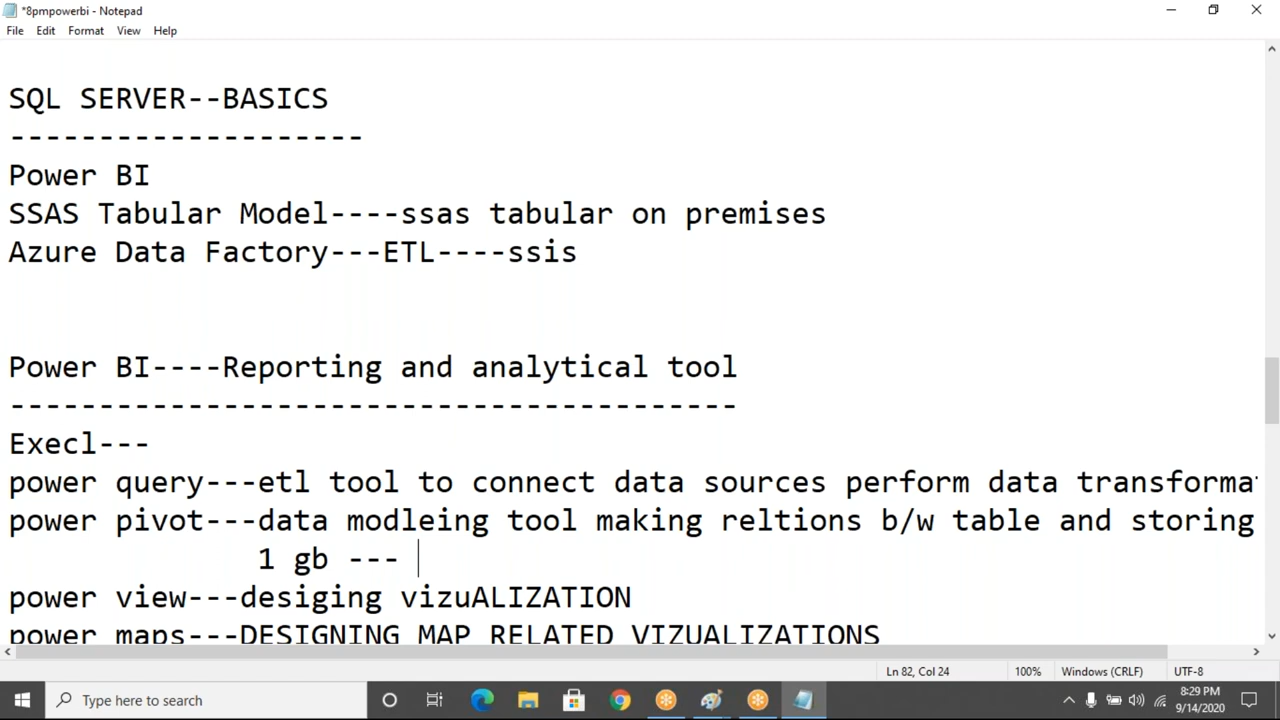 *8pmpowerbi - Notepad
File Edit Format View Help
SQL SERVER--BASICS
--------------------
Power BI
SSAS Tabular Model----ssas tabular on premises
Azure Data Factory---ETL----ssis
Power BI----Reporting and analytical tool
-----------------------------------------
Execl---
power query---etl tool to connect data sources perform data transforma
power pivot---data modleing tool making reltions b/w table and storing
1 gb ---
power view---desiging vizuALIZATION
power maps---DESIGNING MAP RELATED VIZUALIZATIONS
Ln 82, Col 24 100% Windows (CRLF) UTF-8
Type here to search
8:29 PM
9/14/2020